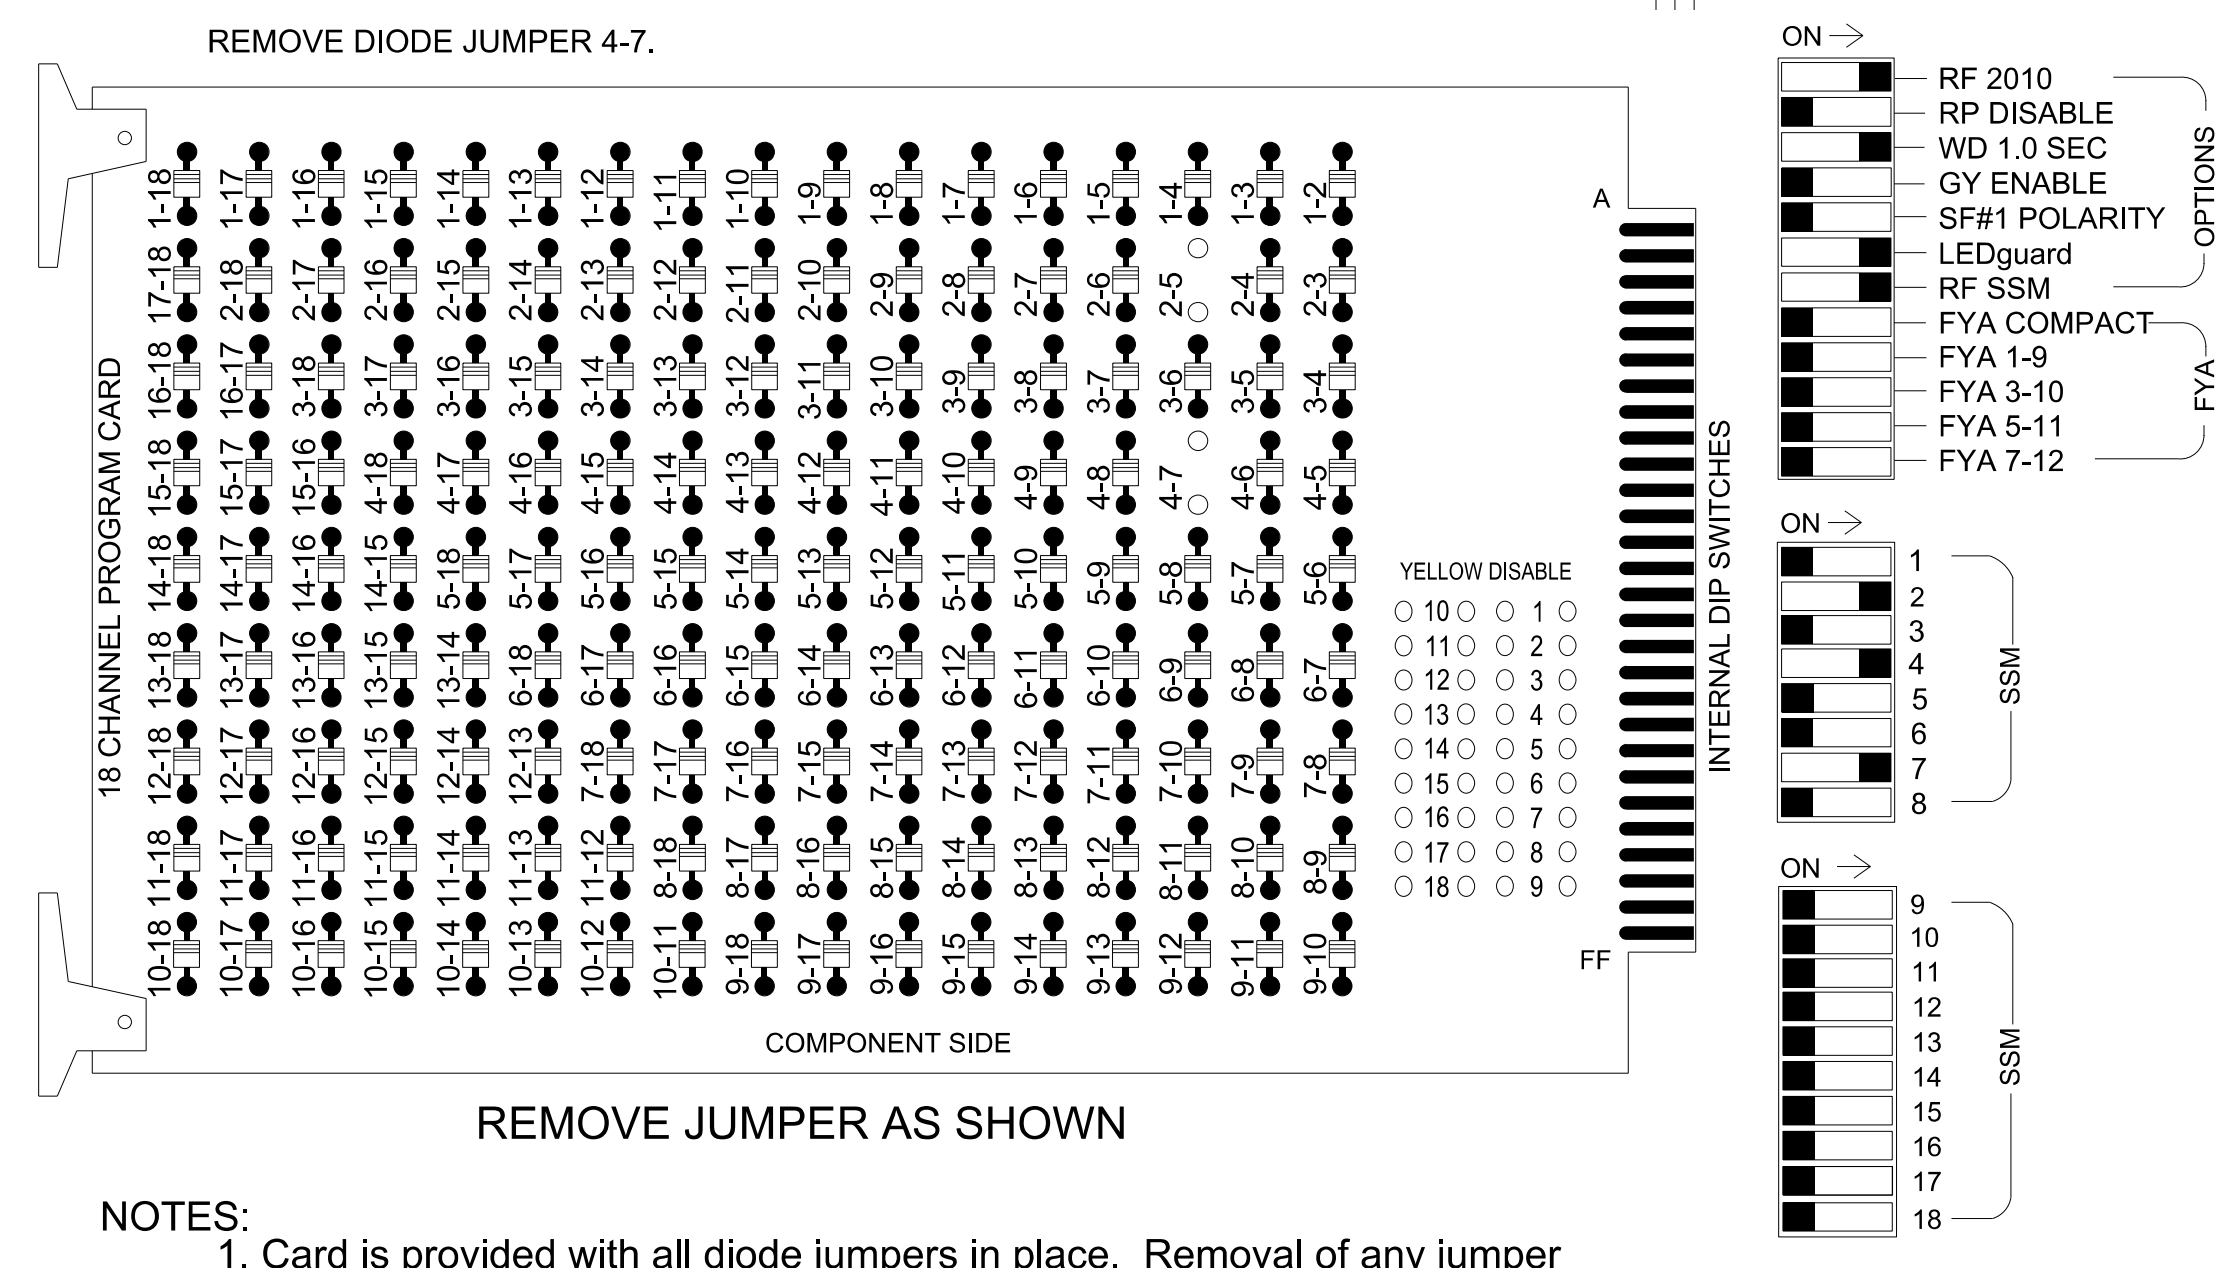 REMOVE DIODE JUMPER 4-7.
18 CHANNEL PROGRAM CARD
1-18 1-17 1-16 1-15 1-14 1-13 1-12 1-11 1-10 1-9 1-8 1-7 1-6 1-5 1-4 1-3 1-2
17-18 2-18 2-17 2-16 2-15 2-14 2-13 2-12 2-11 2-10 2-9 2-8 2-7 2-6 2-5 2-4 2-3
16-18 16-17 3-18 3-17 3-16 3-15 3-14 3-13 3-12 3-11 3-10 3-9 3-8 3-7 3-6 3-5 3-4
15-18 15-17 15-16 4-18 4-17 4-16 4-15 4-14 4-13 4-12 4-11 4-10 4-9 4-8 4-7 4-6 4-5
14-18 14-17 14-16 14-15 5-18 5-17 5-16 5-15 5-14 5-13 5-12 5-11 5-10 5-9 5-8 5-7 5-6
13-18 13-17 13-16 13-15 13-14 6-18 6-17 6-16 6-15 6-14 6-13 6-12 6-11 6-10 6-9 6-8 6-7
12-18 12-17 12-16 12-15 12-14 12-13 7-18 7-17 7-16 7-15 7-14 7-13 7-12 7-11 7-10 7-9 7-8
11-18 11-17 11-16 11-15 11-14 11-13 11-12 8-18 8-17 8-16 8-15 8-14 8-13 8-12 8-11 8-10 8-9
10-18 10-17 10-16 10-15 10-14 10-13 10-12 10-11 9-18 9-17 9-16 9-15 9-14 9-13 9-12 9-11 9-10
A
YELLOW DISABLE
10 1
11 2
12 3
13 4
14 5
15 6
16 7
17 8
18 9
FF
COMPONENT SIDE
INTERNAL DIP SWITCHES
ON
RF 2010
RP DISABLE
WD 1.0 SEC
GY ENABLE
SF#1 POLARITY
LEDguard
RF SSM
OPTIONS
FYA COMPACT
FYA 1-9
FYA 3-10
FYA 5-11
FYA 7-12
FYA
ON
1
2
3
4
5
6
7
8
SSM
ON
9
10
11
12
13
14
15
16
17
18
SSM
REMOVE JUMPER AS SHOWN
NOTES:
1. Card is provided with all diode jumpers in place. Removal of any jumper